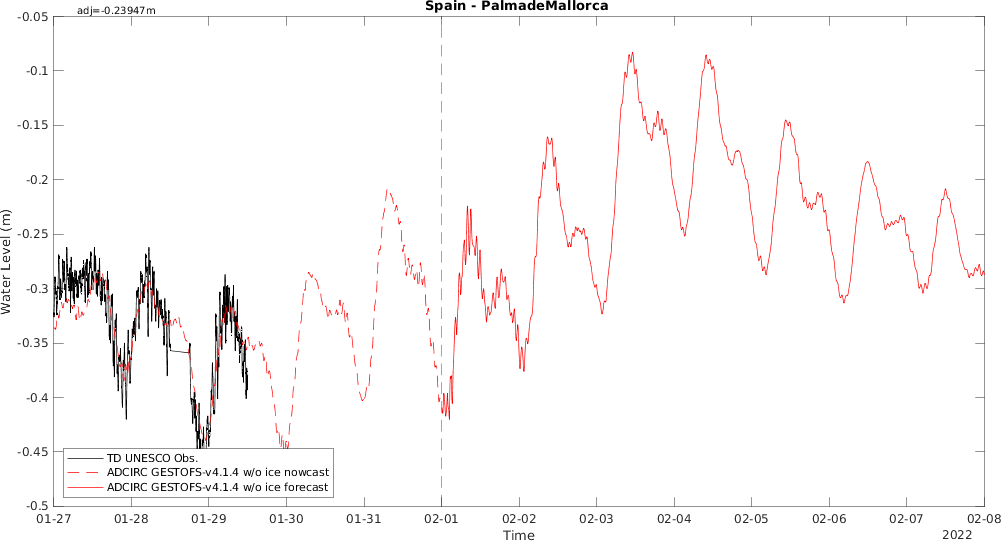 Spain - PalmadeMallorca
adj=-0.23947m
-0.05
-0.1
-0.15
-0.2
-0.25
-0.3
-0.35
-0.4
-0.45
-0.5
Water Level (m)
TD UNESCO Obs.
ADCIRC GESTOFS-v4.1.4 w/o ice nowcast
ADCIRC GESTOFS-v4.1.4 w/o ice forecast
01-27 01-28 01-29 01-30 01-31 02-01 02-02 02-03 02-04 02-05 02-06 02-07 02-08
Time
2022